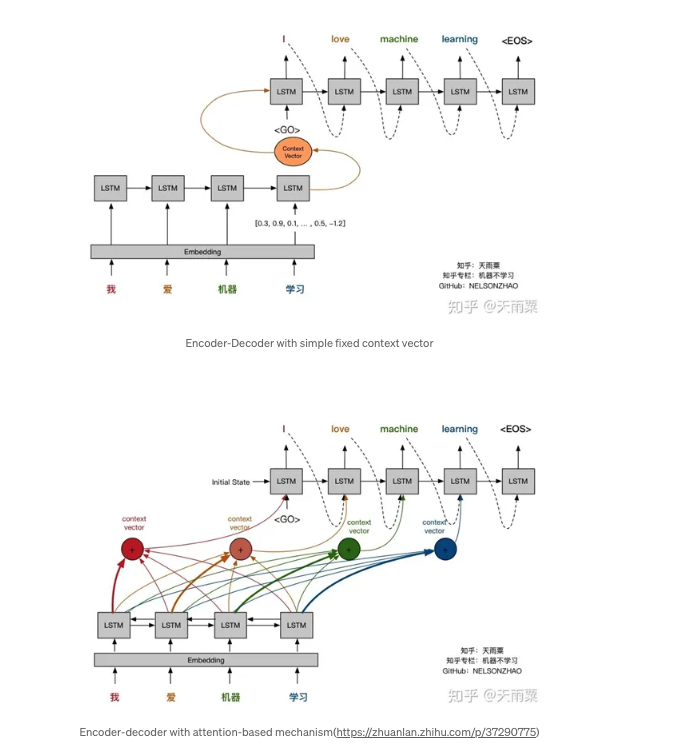 I love machine learning <EOS>
LSTM LSTM LSTM LSTM LSTM
<GO>
Context
Vector
LSTM LSTM LSTM LSTM
[0.3, 0.9, 0.1, ... , 0.5, -1.2]
Embedding
我 爱 机器 学习
知乎：天雨粟
知乎专栏：机器不学习
GitHub：NELSONZHAO
知乎 @天雨粟
Encoder-Decoder with simple fixed context vector
I love machine learning <EOS>
Initial State LSTM LSTM LSTM LSTM LSTM
<GO>
context
vector
context
vector
context
vector
context
vector
+ + + +
LSTM LSTM LSTM LSTM
Embedding
我 爱 机器 学习
知乎：天雨粟
知乎专栏：机器不学习
GitHub：NELSONZHAO
知乎 @天雨粟
Encoder-decoder with attention-based mechanism(https://zhuanlan.zhihu.com/p/37290775)